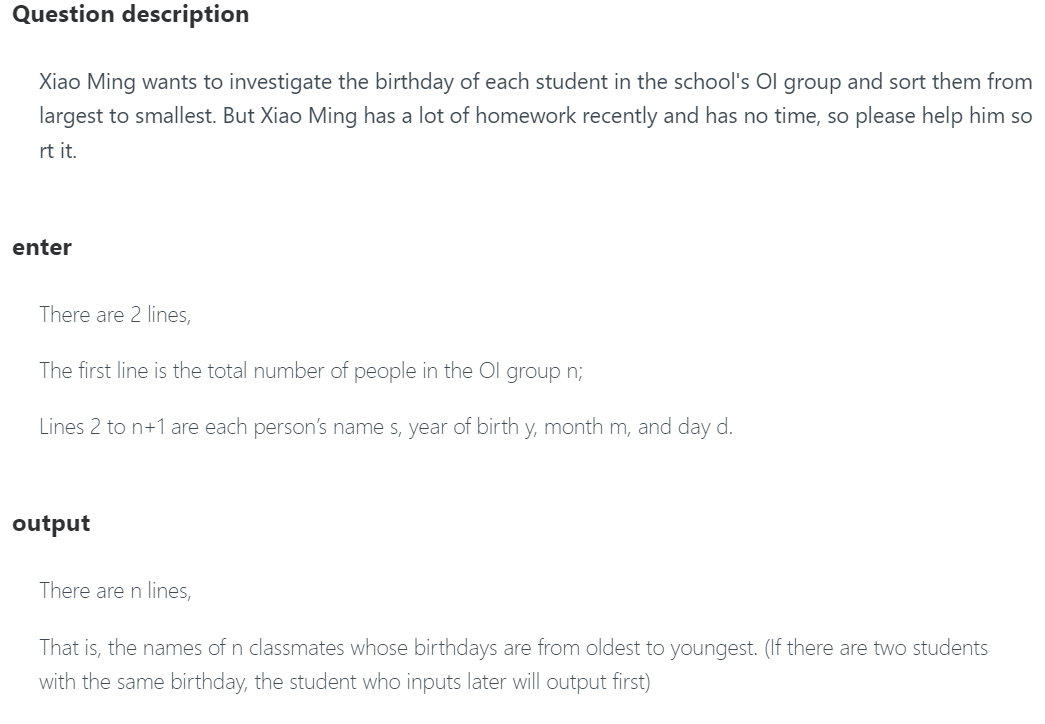 Question description
Xiao Ming wants to investigate the birthday of each student in the school's OI group and sort them from
largest to smallest. But Xiao Ming has a lot of homework recently and has no time, so please help him so
rt it.
enter
There are 2 lines,
The first line is the total number of people in the OI group n;
Lines 2 to n+1 are each person’s name s, year of birth y, month m, and day d.
output
There are n lines,
That is, the names of n classmates whose birthdays are from oldest to youngest. (If there are two students
with the same birthday, the student who inputs later will output first)